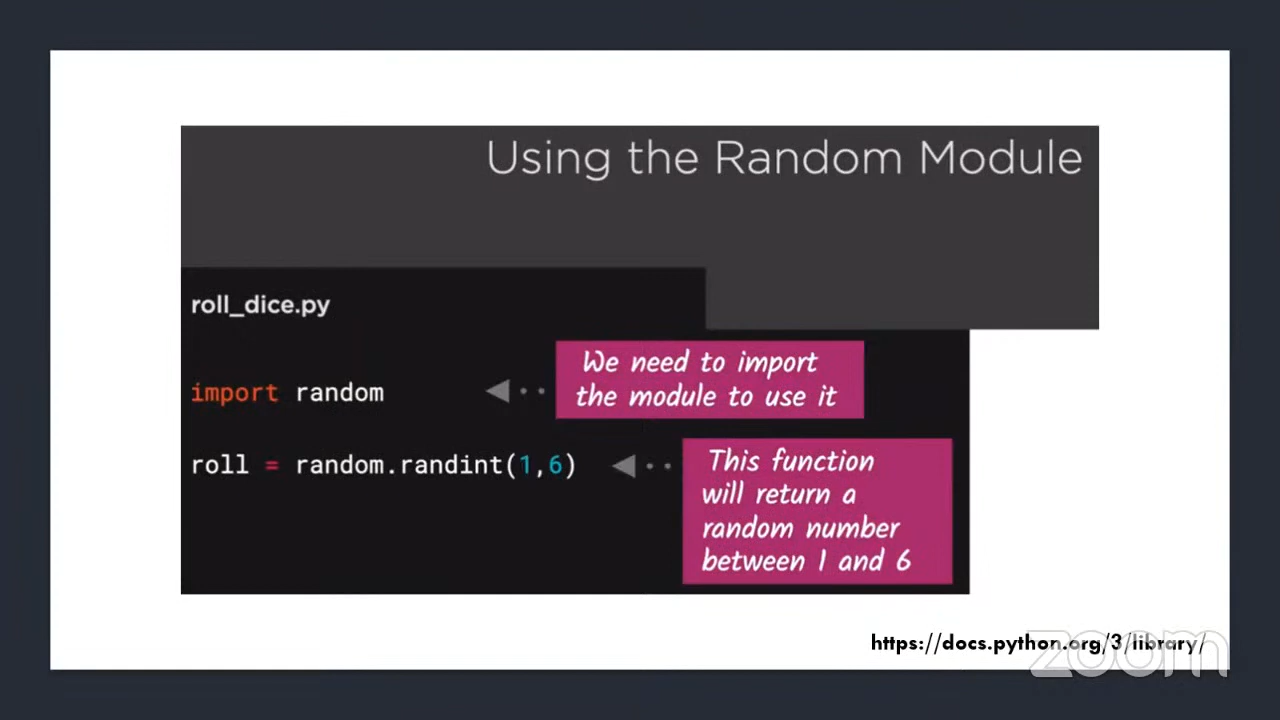 Using the Random Module
roll_dice.py
import random
We need to import
the module to use it
roll = random.randint(1,6)
This function
will return a
random number
between 1 and 6
https://docs.python.org/3/library/
zoom